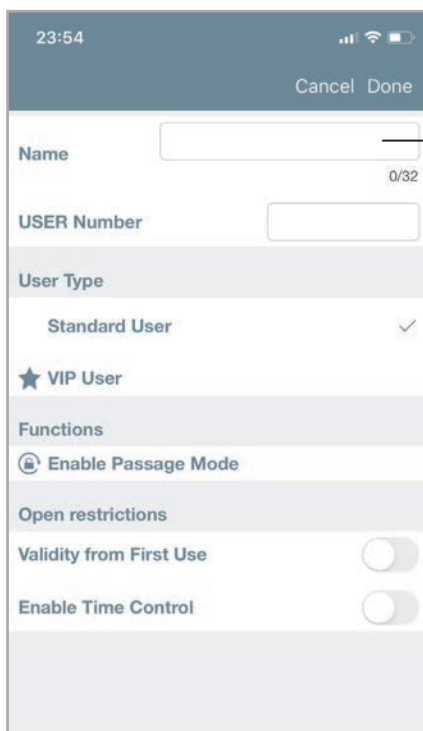 23:54
Cancel Done
Name
0/32
USER Number
User Type
Standard User
VIP User
Functions
Enable Passage Mode
Open restrictions
Validity from First Use
Enable Time Control